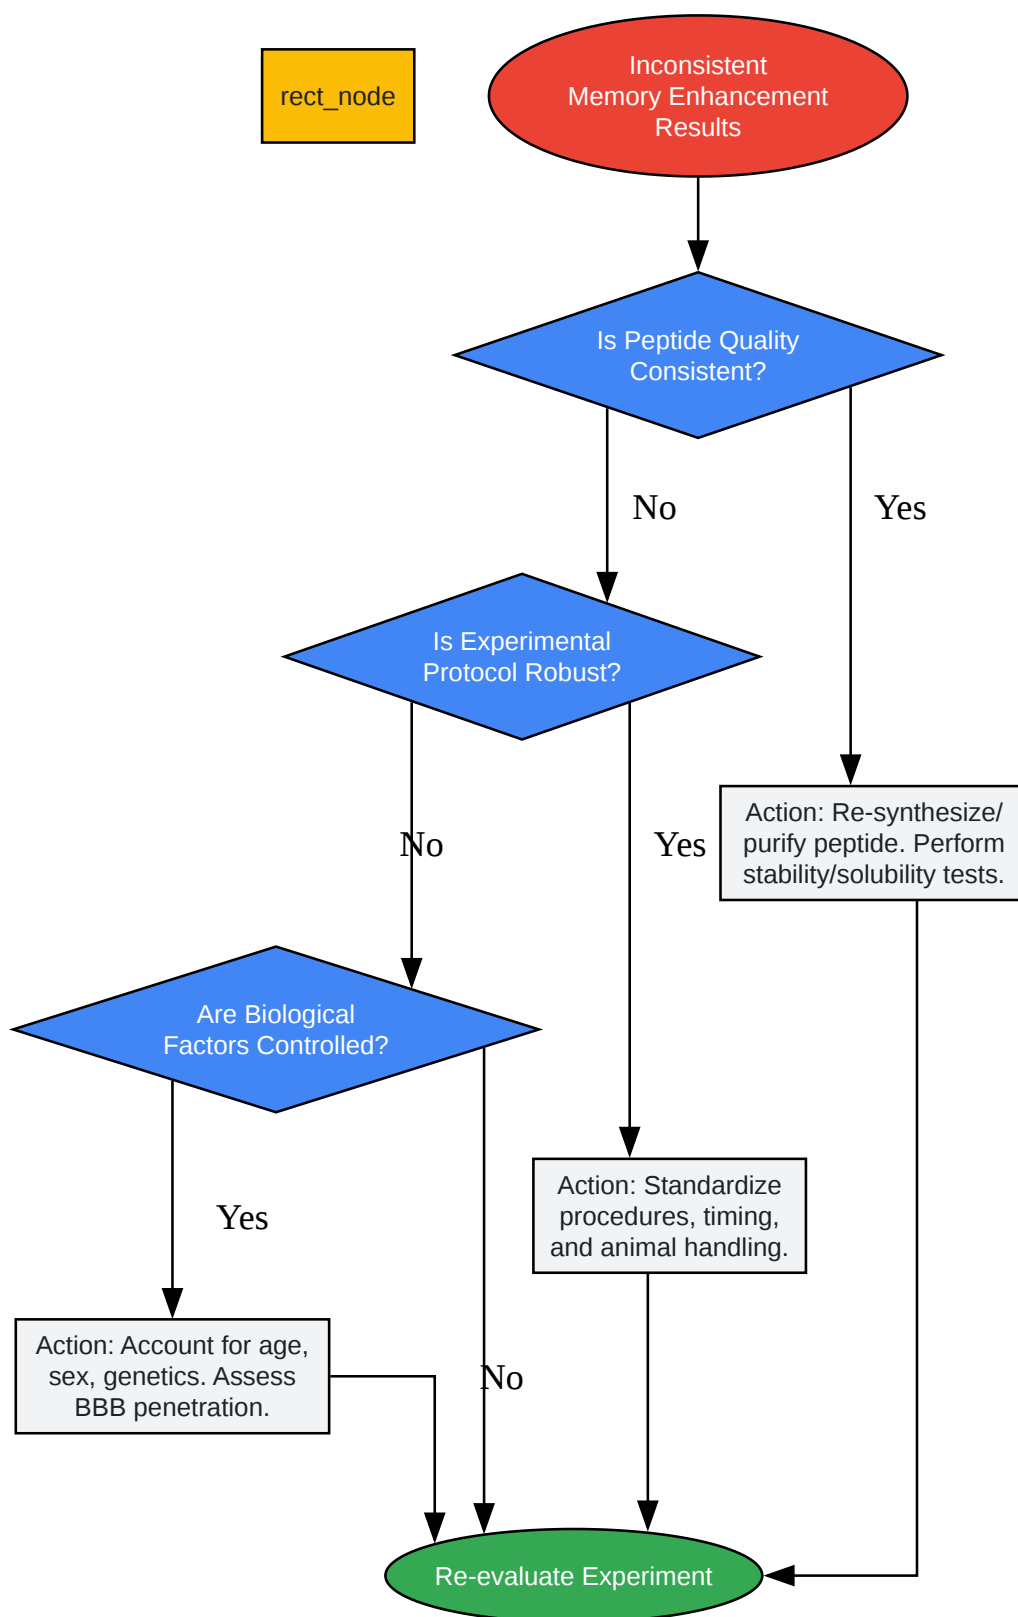 rect_node
Inconsistent
Memory Enhancement
Results
Is Peptide Quality
Consistent?
No
Yes
Is Experimental
Protocol Robust?
Action: Re-synthesize/
purify peptide. Perform
stability/solubility tests.
No
Yes
Are Biological
Factors Controlled?
Action: Standardize
procedures, timing,
and animal handling.
Yes
Action: Account for age,
sex, genetics. Assess
BBB penetration.
No
Re-evaluate Experiment